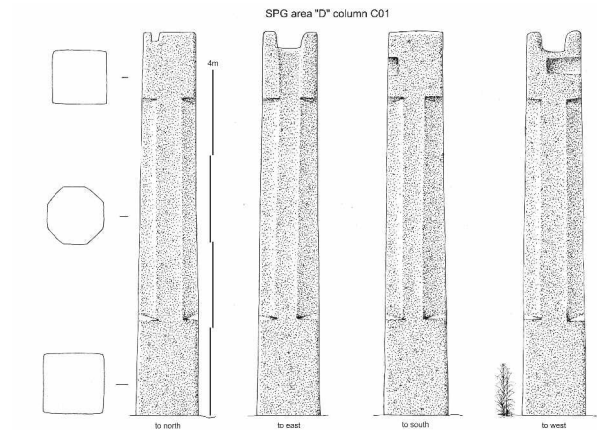 SPG area "D" column C01
4m
to north
to east
to south
to west